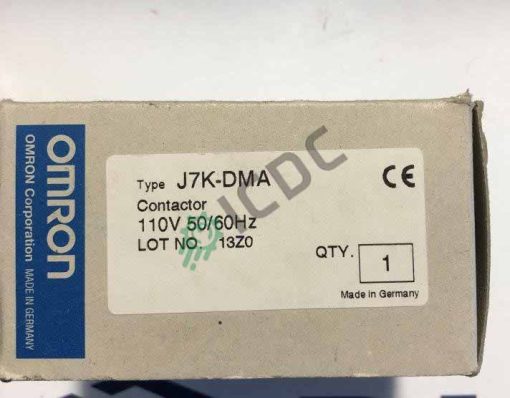 OMRON
OMRON Corporation MADE IN GERMANY
Type J7K-DMA
Contactor
110V 50/60Hz
LOT NO. 13Z0
CE
QTY. 1
Made in Germany
ICDC